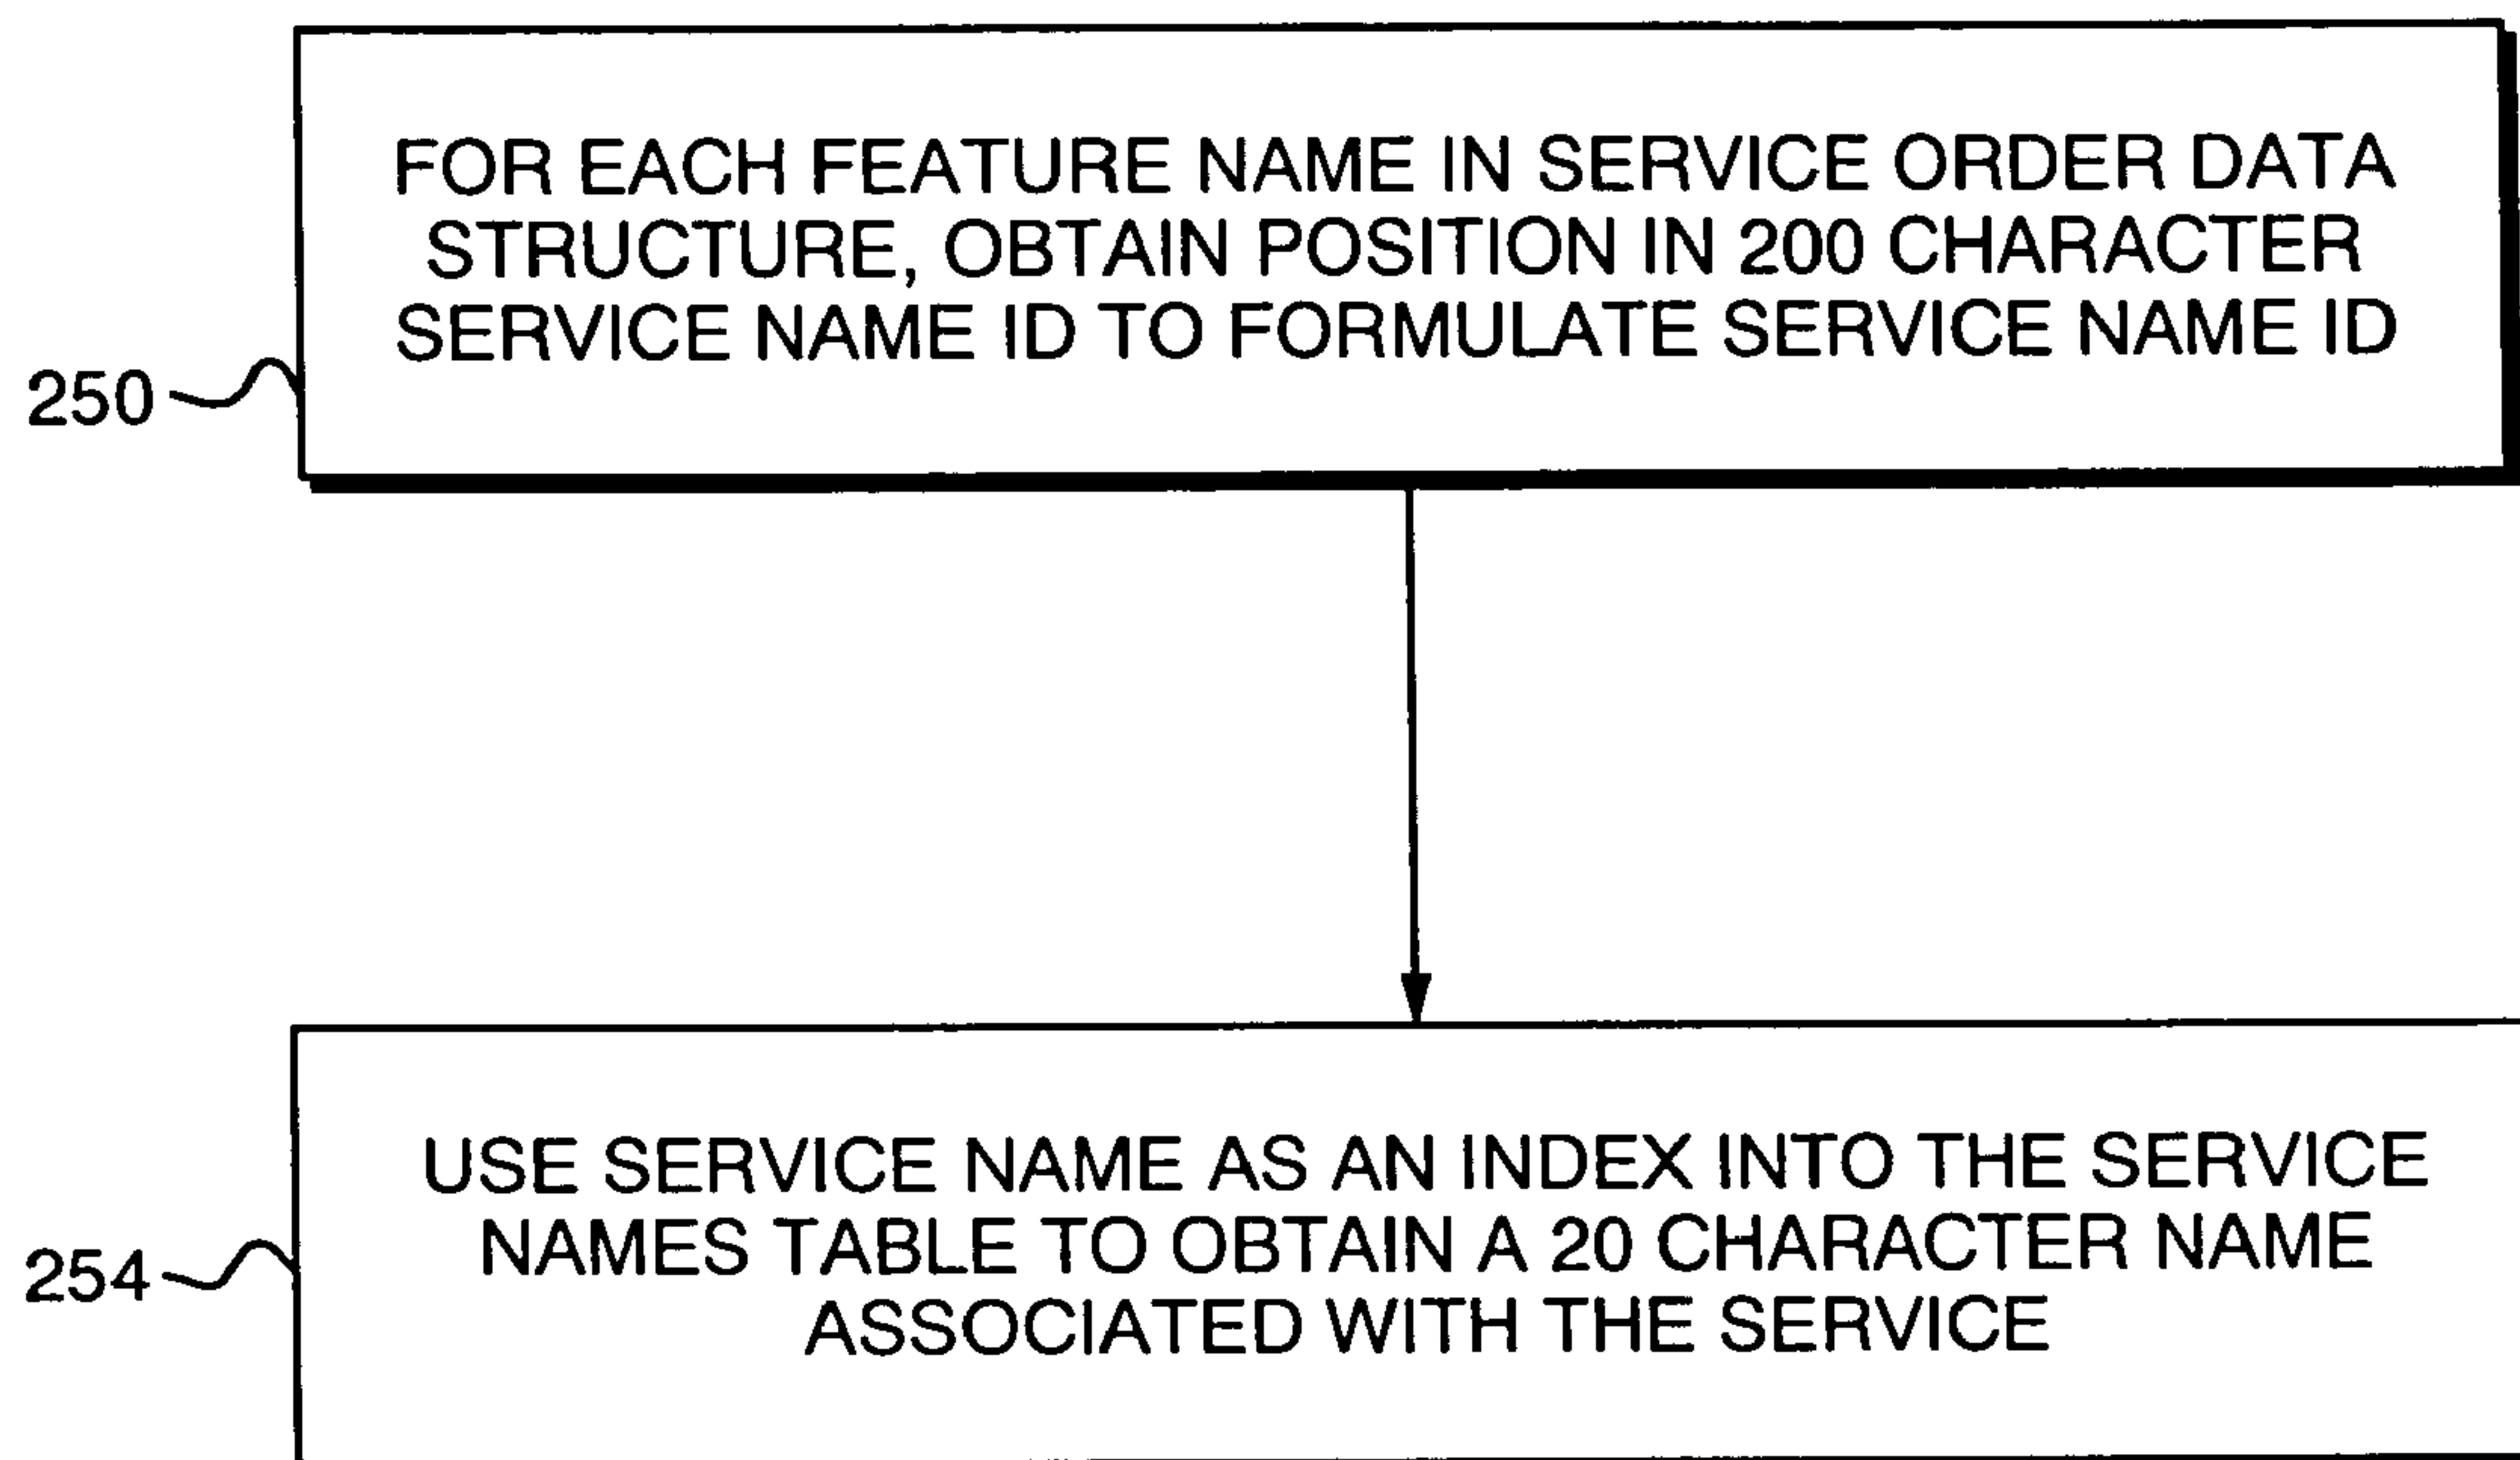 FOR EACH FEATURE NAME IN SERVICE ORDER DATA
STRUCTURE, OBTAIN POSITION IN 200 CHARACTER
SERVICE NAME ID TO FORMULATE SERVICE NAME ID
250
USE SERVICE NAME AS AN INDEX INTO THE SERVICE
NAMES TABLE TO OBTAIN A 20 CHARACTER NAME
254
ASSOCIATED WITH THE SERVICE